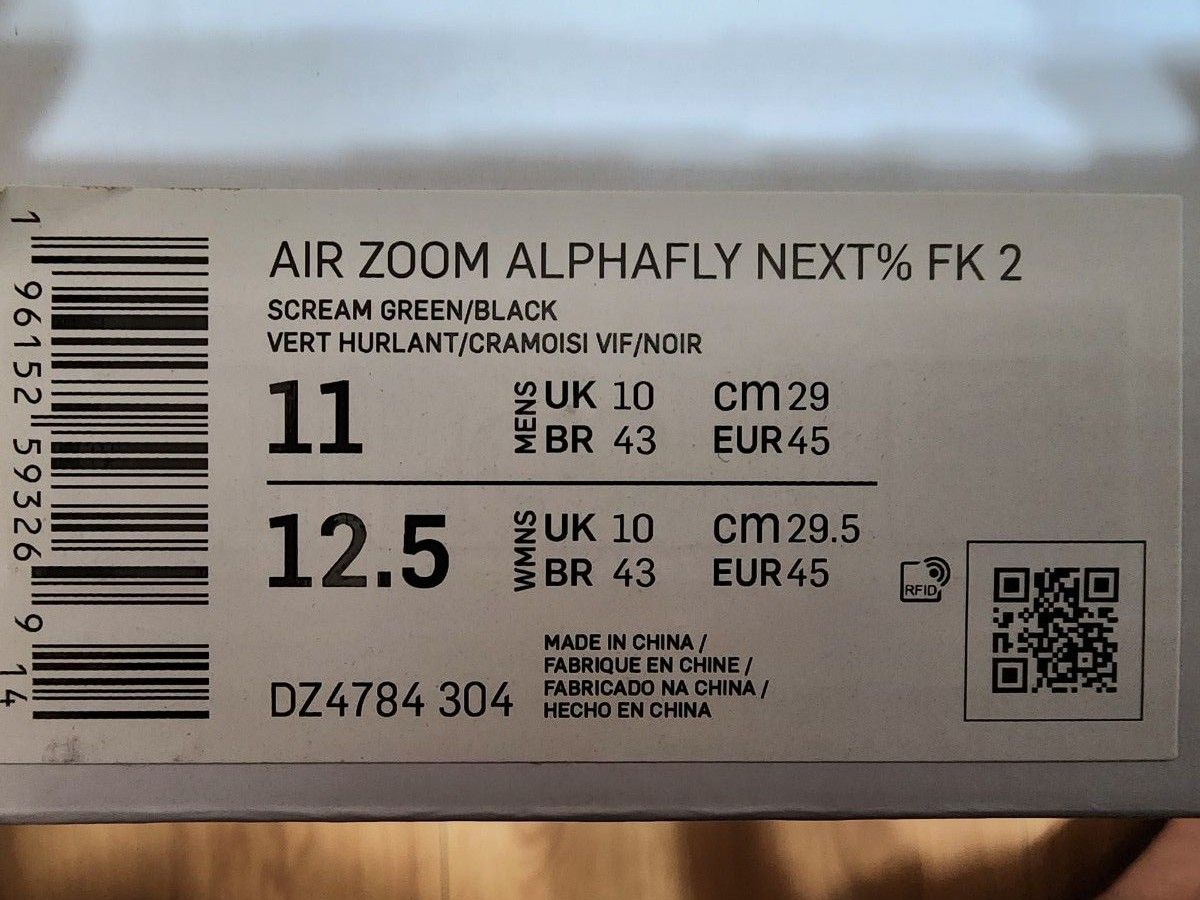 AIR ZOOM ALPHAFLY NEXT% FK 2
SCREAM GREEN/BLACK
VERT HURLANT/CRAMOISI VIF/NOIR
11
MENS
UK 10 cm 29
BR 43 EUR 45
12.5
WMNS
UK 10 cm 29.5
BR 43 EUR 45
RFID
MADE IN CHINA /
FABRIQUE EN CHINE /
FABRICADO NA CHINA /
HECHO EN CHINA
DZ4784 304
1 96152 59326 9 14